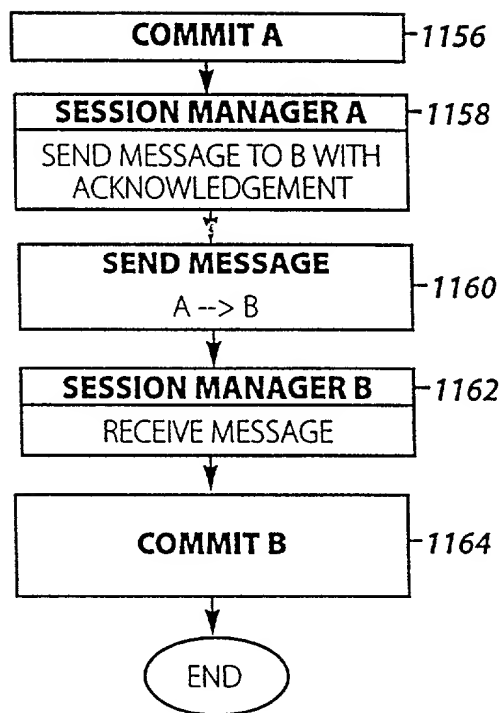 COMMIT A 1156
SESSION MANAGER A 1158
SEND MESSAGE TO B WITH
ACKNOWLEDGEMENT
SEND MESSAGE
1160
A --> B
SESSION MANAGER B 1162
RECEIVE MESSAGE
COMMIT B 1164
END